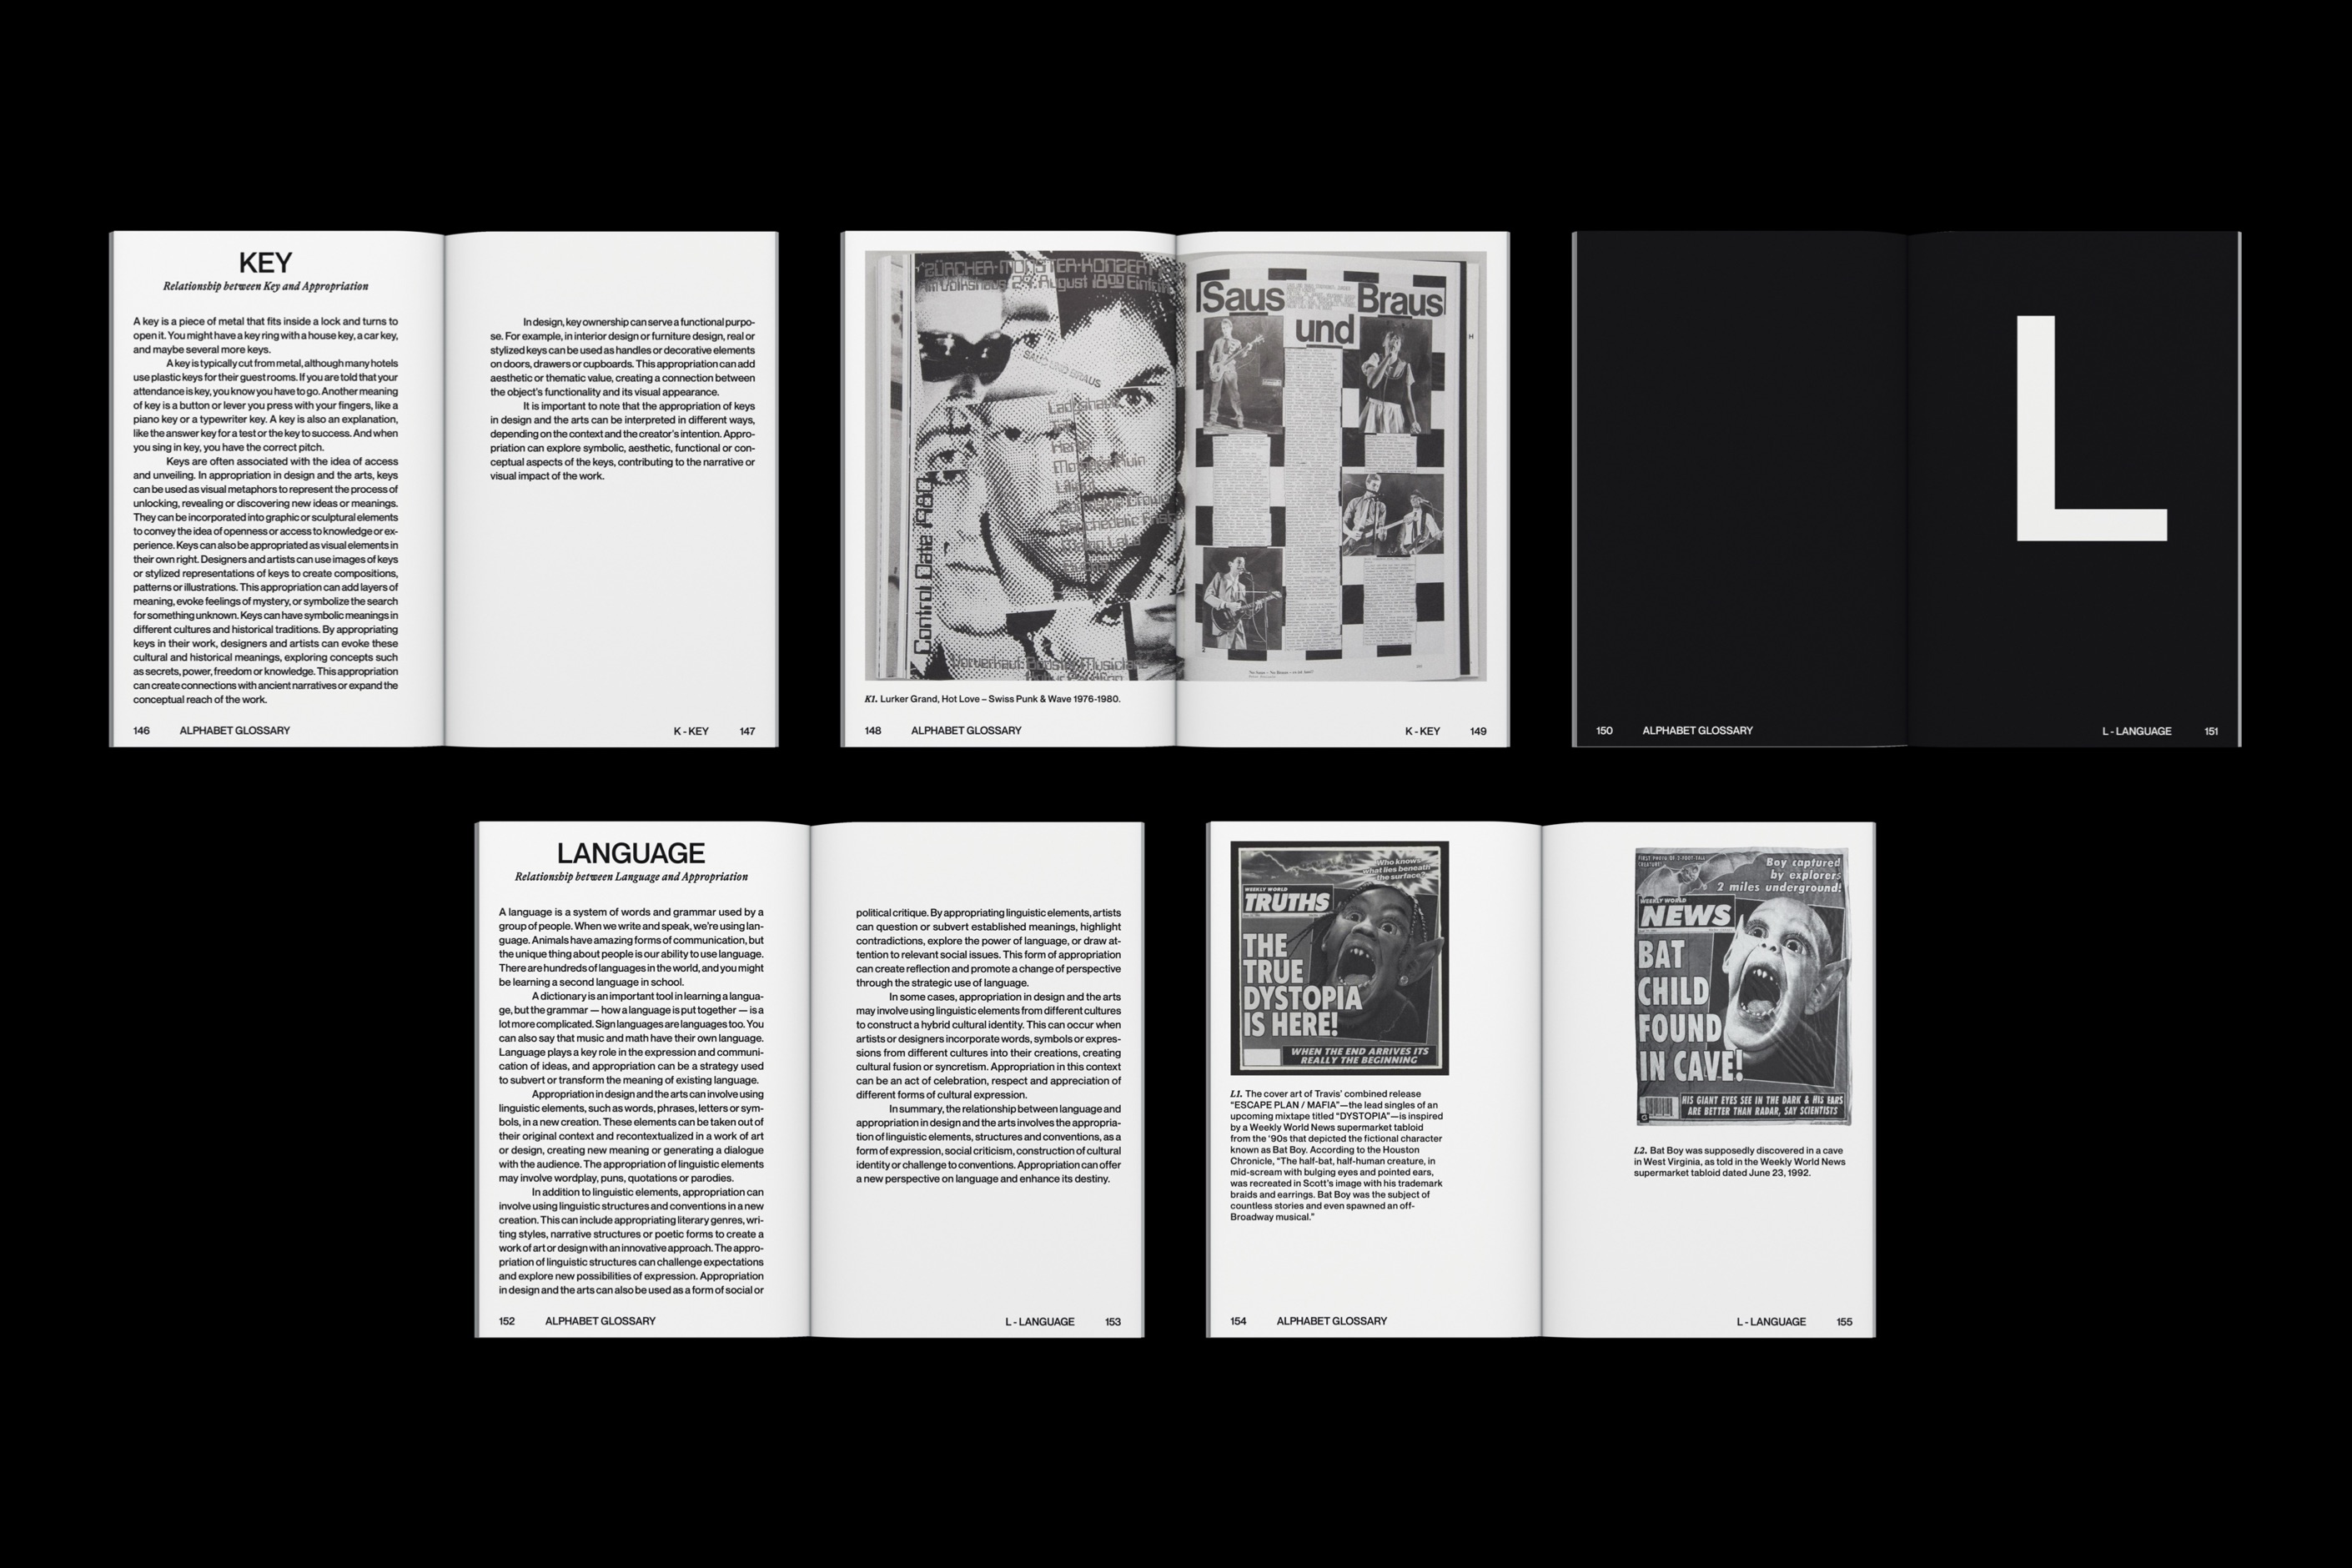 KEY
Relationship between Key and Appropriation
A key is a piece of metal that fits inside a lock and turns to
open it. You might have a key ring with a house key, a car key,
and maybe several more keys.
A key is typically cut from metal, although many hotels
use plastic keys for their guest rooms. If you are told that your
attendance is key, you know you have to go. Another meaning
of key is a button or lever you press with your fingers, like a
piano key or a typewriter key. A key is also an explanation,
like the answer key for a test or the key to success. And when
you sing in key, you have the correct pitch.
Keys are often associated with the idea of access
and unveiling. In appropriation in design and the arts, keys
can be used as visual metaphors to represent the process of
unlocking, revealing or discovering new ideas or meanings.
They can be incorporated into graphic or sculptural elements
to convey the idea of openness or access to knowledge or ex-
perience. Keys can also be appropriated as visual elements in
their own right. Designers and artists can use images of keys
or stylized representations of keys to create compositions,
patterns or illustrations. This appropriation can add layers of
meaning, evoke feelings of mystery, or symbolize the search
for something unknown. Keys can have symbolic meanings in
different cultures and historical traditions. By appropriating
keys in their work, designers and artists can evoke these
cultural and historical meanings, exploring concepts such
as secrets, power, freedom or knowledge. This appropriation
can create connections with ancient narratives or expand the
conceptual reach of the work.
146 ALPHABET GLOSSARY
In design, key ownership can serve a functional purpo-
se. For example, in interior design or furniture design, real or
stylized keys can be used as handles or decorative elements
on doors, drawers or cupboards. This appropriation can add
aesthetic or thematic value, creating a connection between
the object's functionality and its visual appearance.
It is important to note that the appropriation of keys
in design and the arts can be interpreted in different ways,
depending on the context and the creator's intention. Appro-
priation can explore symbolic, aesthetic, functional or con-
ceptual aspects of the keys, contributing to the narrative or
visual impact of the work.
K - KEY 147
ZÜRCHER·MONSTER·KONZERT
im Volkshaus 29. August 1800
SAUS UND BRAUS
Control Data 1980
Saus Braus
und
H
K1. Lurker Grand, Hot Love – Swiss Punk & Wave 1976-1980.
148 ALPHABET GLOSSARY
K - KEY 149
L
150 ALPHABET GLOSSARY
L - LANGUAGE 151
LANGUAGE
Relationship between Language and Appropriation
A language is a system of words and grammar used by a
group of people. When we write and speak, we're using lan-
guage. Animals have amazing forms of communication, but
the unique thing about people is our ability to use language.
There are hundreds of languages in the world, and you might
be learning a second language in school.
A dictionary is an important tool in learning a langua-
ge, but the grammar — how a language is put together — is a
lot more complicated. Sign languages are languages too. You
can also say that music and math have their own language.
Language plays a key role in the expression and communi-
cation of ideas, and appropriation can be a strategy used
to subvert or transform the meaning of existing language.
Appropriation in design and the arts can involve using
linguistic elements, such as words, phrases, letters or sym-
bols, in a new creation. These elements can be taken out of
their original context and recontextualized in a work of art
or design, creating new meaning or generating a dialogue
with the audience. The appropriation of linguistic elements
may involve wordplay, puns, quotations or parodies.
In addition to linguistic elements, appropriation can
involve using linguistic structures and conventions in a new
creation. This can include appropriating literary genres, wri-
ting styles, narrative structures or poetic forms to create a
work of art or design with an innovative approach. The appro-
priation of linguistic structures can challenge expectations
and explore new possibilities of expression. Appropriation
in design and the arts can also be used as a form of social or
152 ALPHABET GLOSSARY
political critique. By appropriating linguistic elements, artists
can question or subvert established meanings, highlight
contradictions, explore the power of language, or draw at-
tention to relevant social issues. This form of appropriation
can create reflection and promote a change of perspective
through the strategic use of language.
In some cases, appropriation in design and the arts
may involve using linguistic elements from different cultures
to construct a hybrid cultural identity. This can occur when
artists or designers incorporate words, symbols or expres-
sions from different cultures into their creations, creating
cultural fusion or syncretism. Appropriation in this context
can be an act of celebration, respect and appreciation of
different forms of cultural expression.
In summary, the relationship between language and
appropriation in design and the arts involves the appropria-
tion of linguistic elements, structures and conventions, as a
form of expression, social criticism, construction of cultural
identity or challenge to conventions. Appropriation can offer
a new perspective on language and enhance its destiny.
L - LANGUAGE 153
Who knows
what lies beneath
the surface?
WEEKLY WORLD
TRUTHS
THE
TRUE
DYSTOPIA
IS HERE!
WHEN THE END ARRIVES ITS
REALLY THE BEGINNING
L1. The cover art of Travis' combined release
"ESCAPE PLAN / MAFIA"—the lead singles of an
upcoming mixtape titled "DYSTOPIA"—is inspired
by a Weekly World News supermarket tabloid
from the '90s that depicted the fictional character
known as Bat Boy. According to the Houston
Chronicle, "The half-bat, half-human creature, in
mid-scream with bulging eyes and pointed ears,
was recreated in Scott's image with his trademark
braids and earrings. Bat Boy was the subject of
countless stories and even spawned an off-
Broadway musical."
154 ALPHABET GLOSSARY
FIRST PHOTO OF 2-FOOT-TALL
CREATURE!
Boy captured
by explorers
2 miles underground!
WEEKLY WORLD
NEWS
BAT
CHILD
FOUND
IN CAVE!
HIS GIANT EYES SEE IN THE DARK & HIS EARS
ARE BETTER THAN RADAR, SAY SCIENTISTS
L2. Bat Boy was supposedly discovered in a cave
in West Virginia, as told in the Weekly World News
supermarket tabloid dated June 23, 1992.
L - LANGUAGE 155